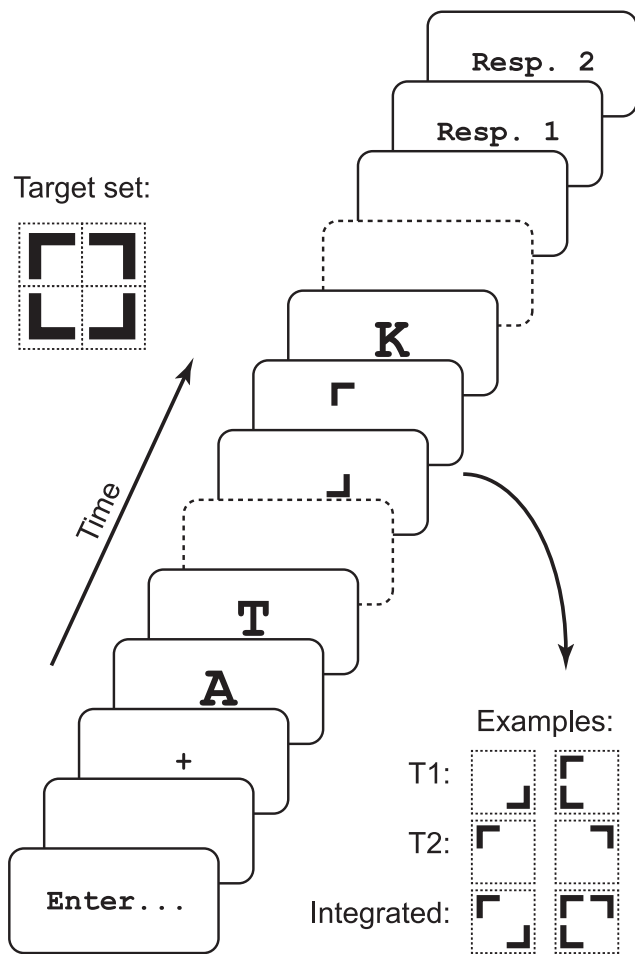 Resp. 2
Resp. 1
Target set:
K
Time
T
A
+
Enter...
Examples:
T1:
T2:
Integrated: